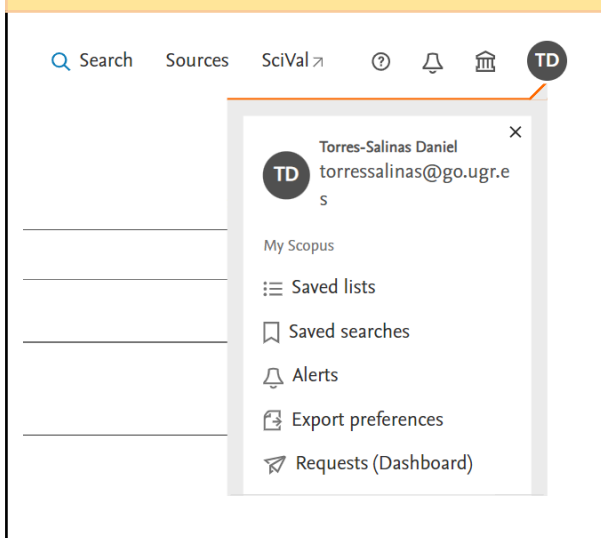 Search Sources SciVal TD
Torres-Salinas Daniel
TD torressalinas@go.ugr.e
s
My Scopus
Saved lists
Saved searches
Alerts
Export preferences
Requests (Dashboard)